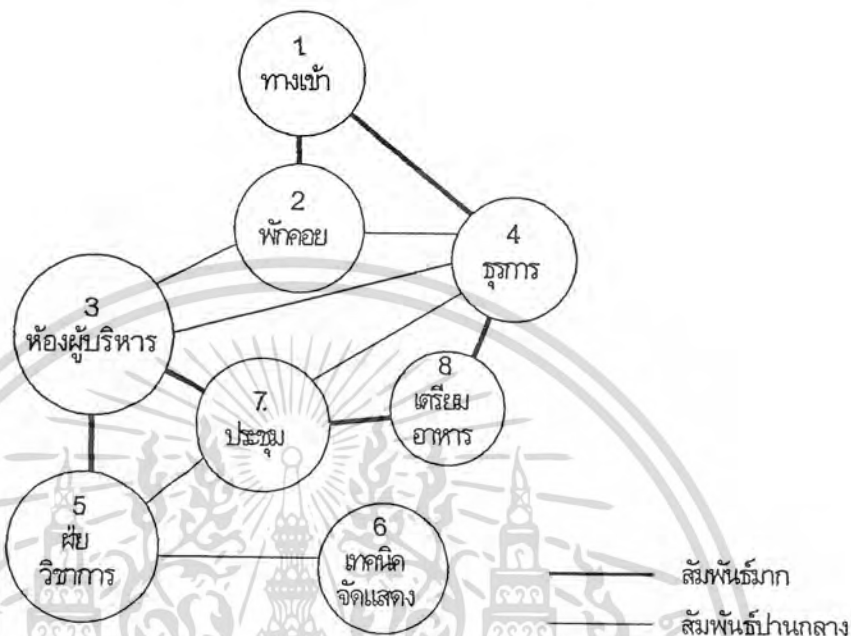 1
ทางเข้า
2
พักคอย
4
ธุรการ
3
ห้องผู้บริหาร
7.
ประชุม
8
เตรียม
อาหาร
5
ฝ่ย
วิชาการ
6
เทคนิค
จัดแสดง
สัมพันธ์มาก
สัมพันธ์ปานกลาง